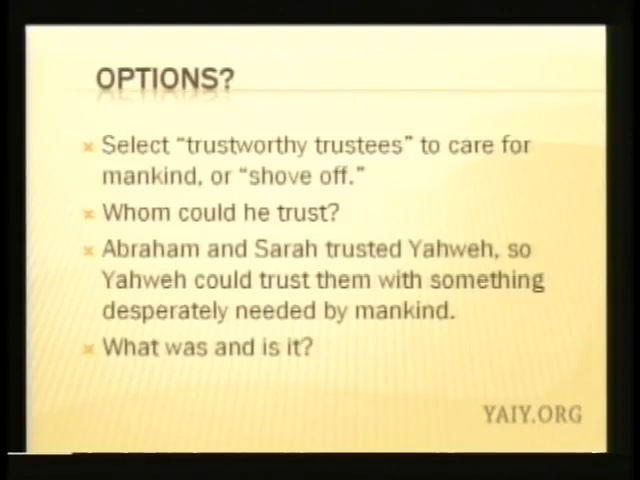 OPTIONS?
Select “trustworthy trustees” to care for
mankind, or “shove off.”
Whom could he trust?
Abraham and Sarah trusted Yahweh, so
Yahweh could trust them with something
desperately needed by mankind.
What was and is it?
YAIY.ORG